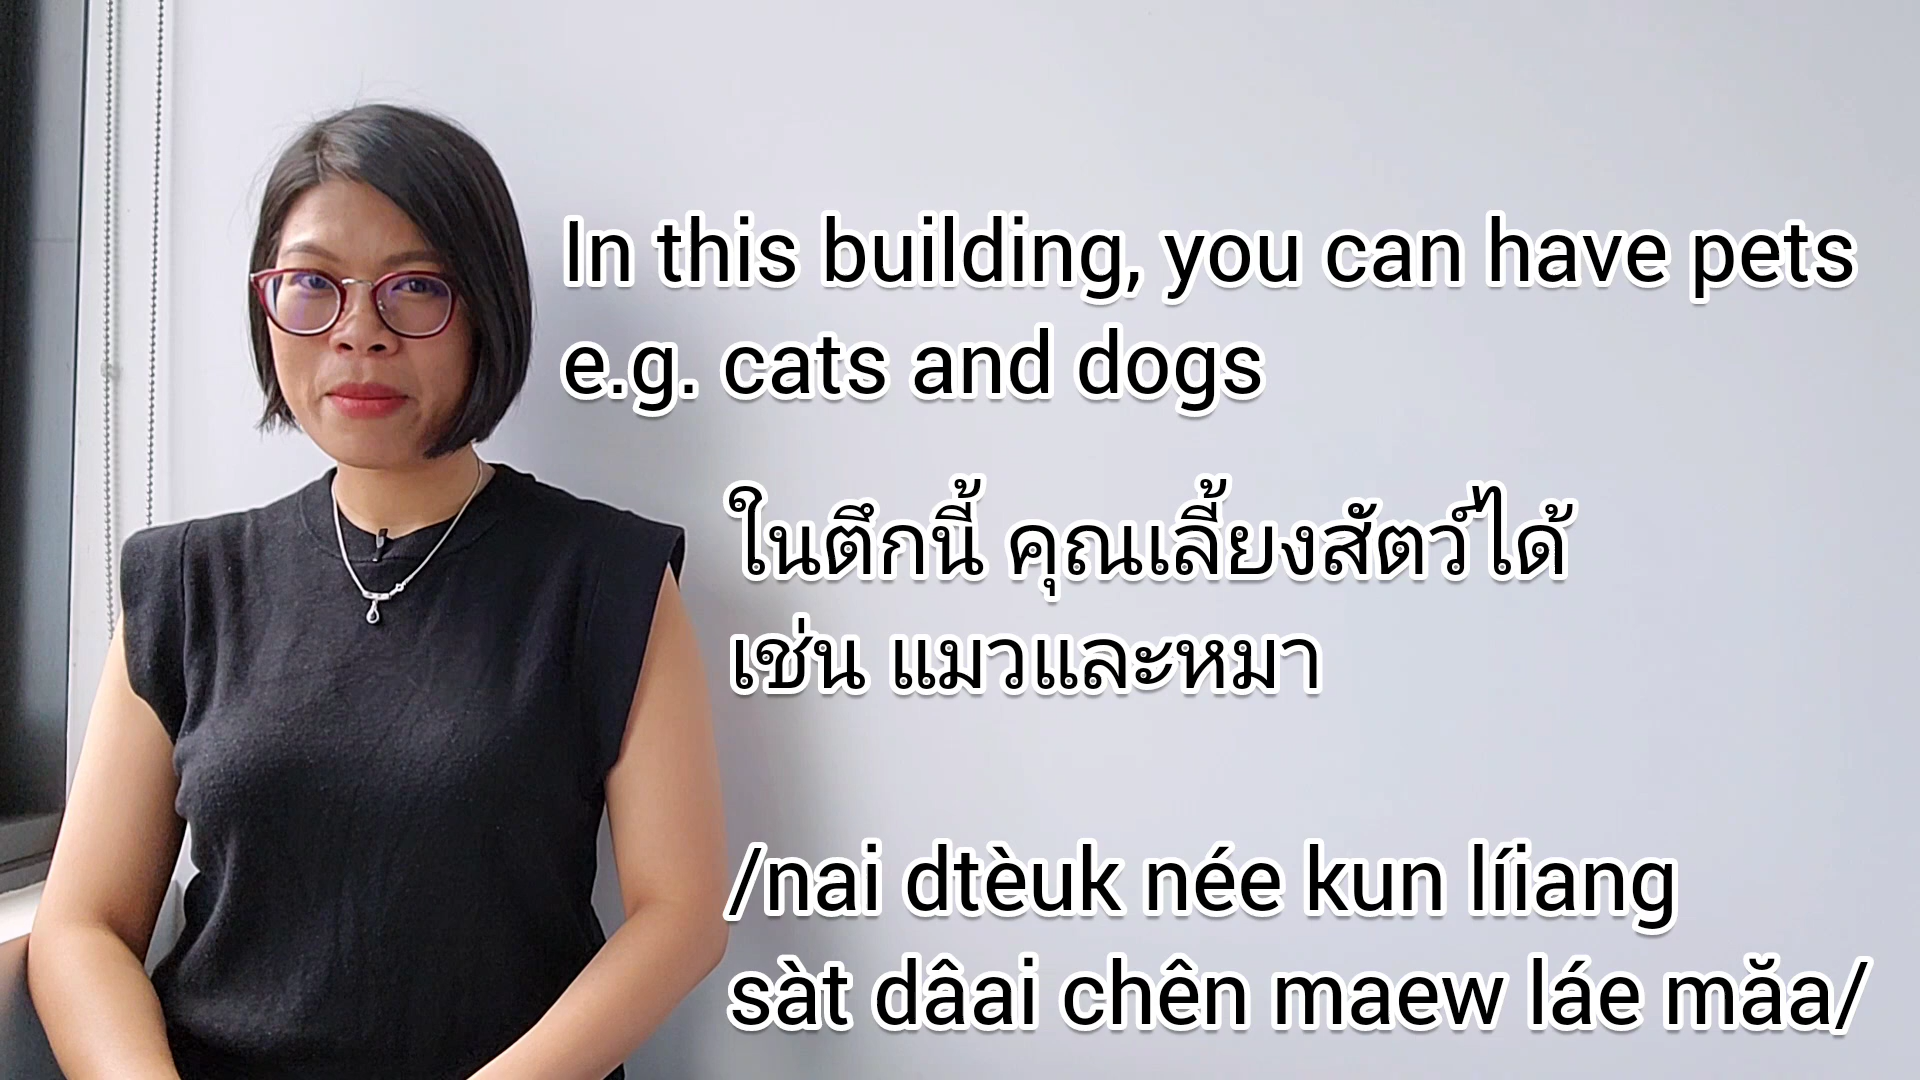 In this building, you can have pets
e.g. cats and dogs
ในตึกนี้ คุณเลี้ยงสัตว์ได้
เช่น แมวและหมา
/nai dtèuk née kun líiang
sàt dâai chên maew láe măa/